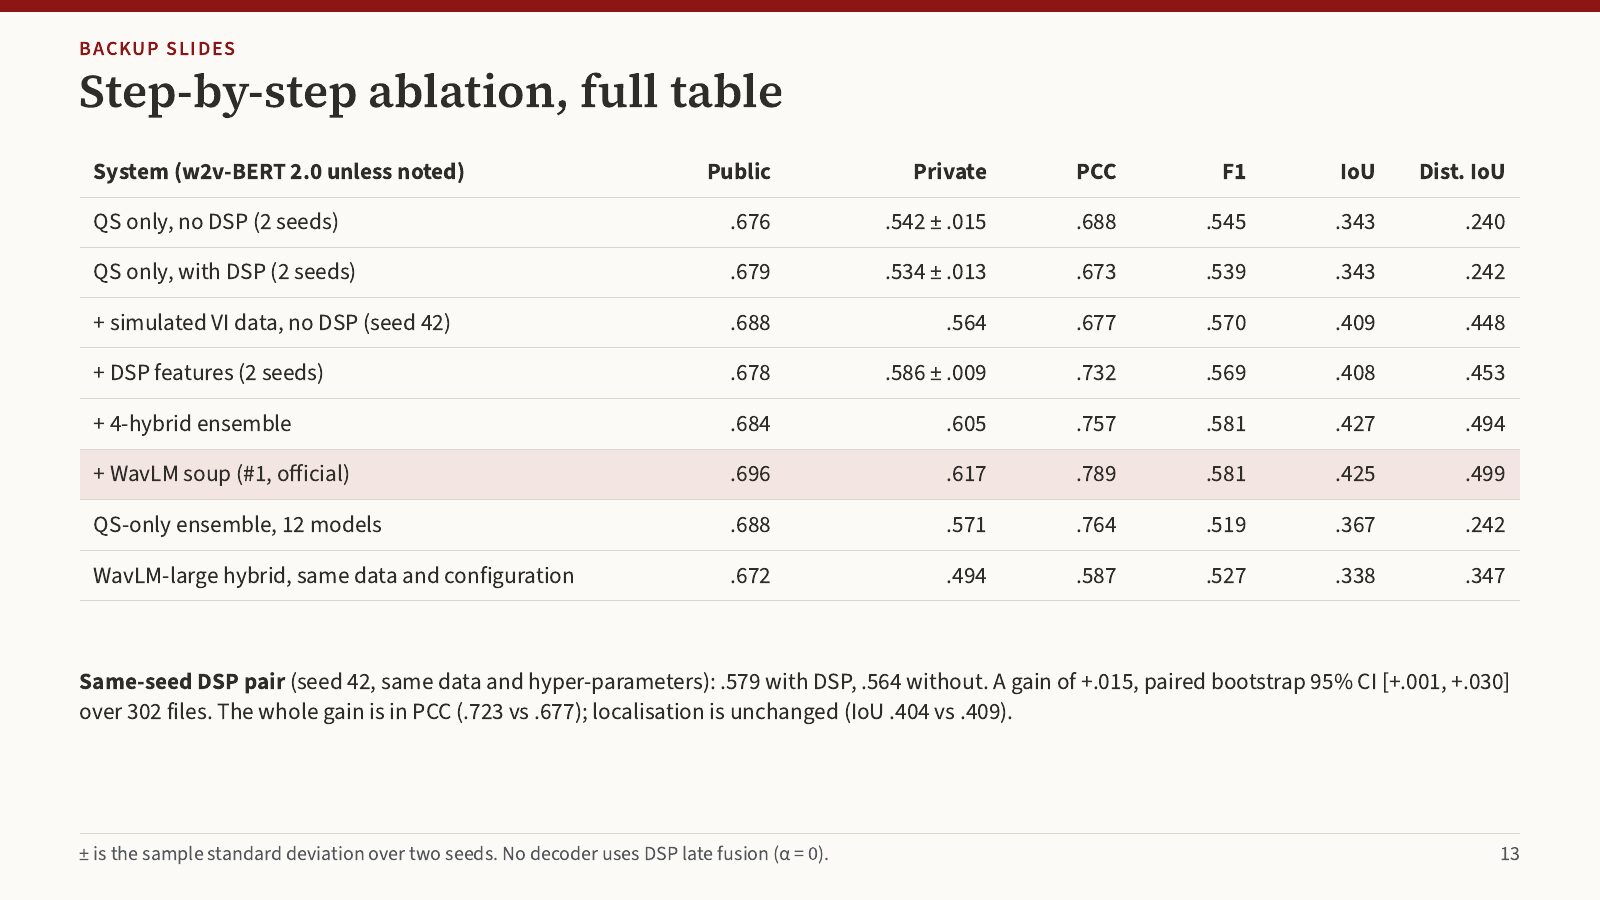 BACKUP SLIDES
Step-by-step ablation, full table
System (w2v-BERT 2.0 unless noted) Public Private PCC F1 IoU Dist. IoU
QS only, no DSP (2 seeds) .676 .542 ± .015 .688 .545 .343 .240
QS only, with DSP (2 seeds) .679 .534 ± .013 .673 .539 .343 .242
+ simulated VI data, no DSP (seed 42) .688 .564 .677 .570 .409 .448
+ DSP features (2 seeds) .678 .586 ± .009 .732 .569 .408 .453
+ 4-hybrid ensemble .684 .605 .757 .581 .427 .494
+ WavLM soup (#1, official) .696 .617 .789 .581 .425 .499
QS-only ensemble, 12 models .688 .571 .764 .519 .367 .242
WavLM-large hybrid, same data and configuration .672 .494 .587 .527 .338 .347
Same-seed DSP pair (seed 42, same data and hyper-parameters): .579 with DSP, .564 without. A gain of +.015, paired bootstrap 95% CI [+.001, +.030]
over 302 files. The whole gain is in PCC (.723 vs .677); localisation is unchanged (IoU .404 vs .409).
± is the sample standard deviation over two seeds. No decoder uses DSP late fusion (α = 0). 13